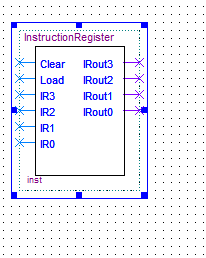 InstructionRegister
Clear IRout3
Load IRout2
IR3 IRout1
IR2 IRout0
IR1
IR0
inst